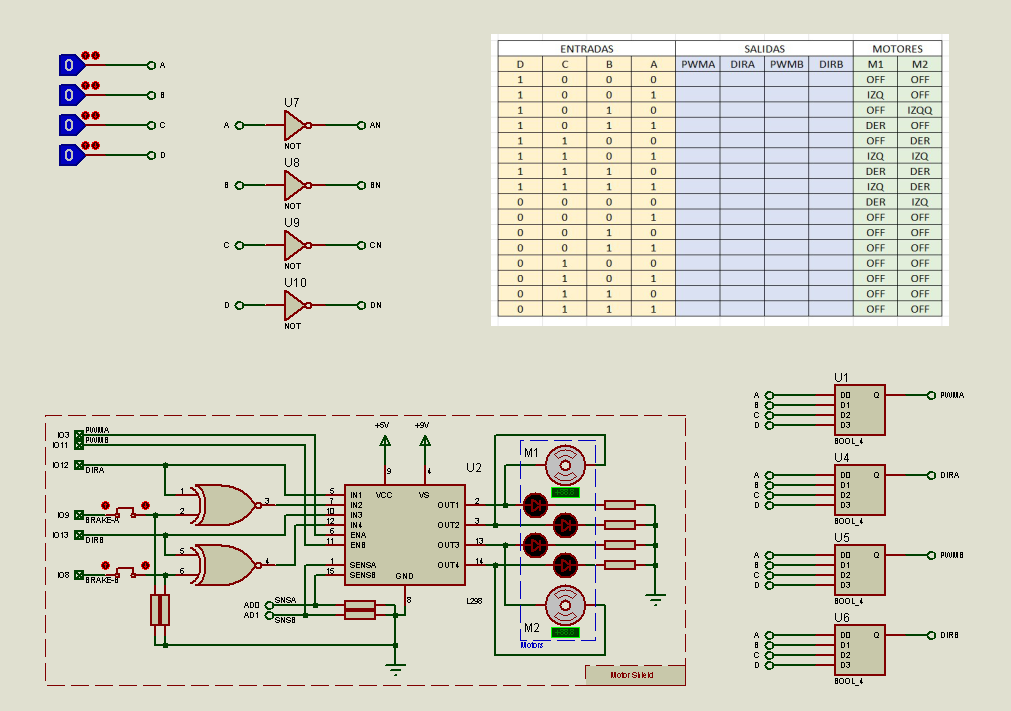 0 A
0 B
0 C
0 D
U7
A AN
NOT
U8
B BN
NOT
U9
C CN
NOT
U10
D DN
NOT
ENTRADAS SALIDAS MOTORES
D C B A PWMA DIRA PWMB DIRB M1 M2
1 0 0 0 OFF OFF
1 0 0 1 IZQ OFF
1 0 1 0 OFF IZQQ
1 0 1 1 DER OFF
1 1 0 0 OFF DER
1 1 0 1 IZQ IZQ
1 1 1 0 DER DER
1 1 1 1 IZQ DER
0 0 0 0 DER IZQ
0 0 0 1 OFF OFF
0 0 1 0 OFF OFF
0 0 1 1 OFF OFF
0 1 0 0 OFF OFF
0 1 0 1 OFF OFF
0 1 1 0 OFF OFF
0 1 1 1 OFF OFF
IO3 PWMA
IO11 PWMB
IO12 DIRA
IO9 BRAKE-A
IO13 DIRB
IO8 BRAKE-B
1
2
3
5
6
4
+5V +9V
9 4
U2
VCC VS
5 IN1
7 IN2
10 IN3
12 IN4
6 ENA
11 ENB
1 SENSA
15 SENSB
OUT1 2
OUT2 3
OUT3 13
OUT4 14
GND
8
L298
AD0 SNSA
AD1 SNSB
M1
M2
Motors
Motor Shield
U1
A D0 Q PWMA
B D1
C D2
D D3
BOOL_4
U4
A D0 Q DIRA
B D1
C D2
D D3
BOOL_4
U5
A D0 Q PWMB
B D1
C D2
D D3
BOOL_4
U6
A D0 Q DIRB
B D1
C D2
D D3
BOOL_4